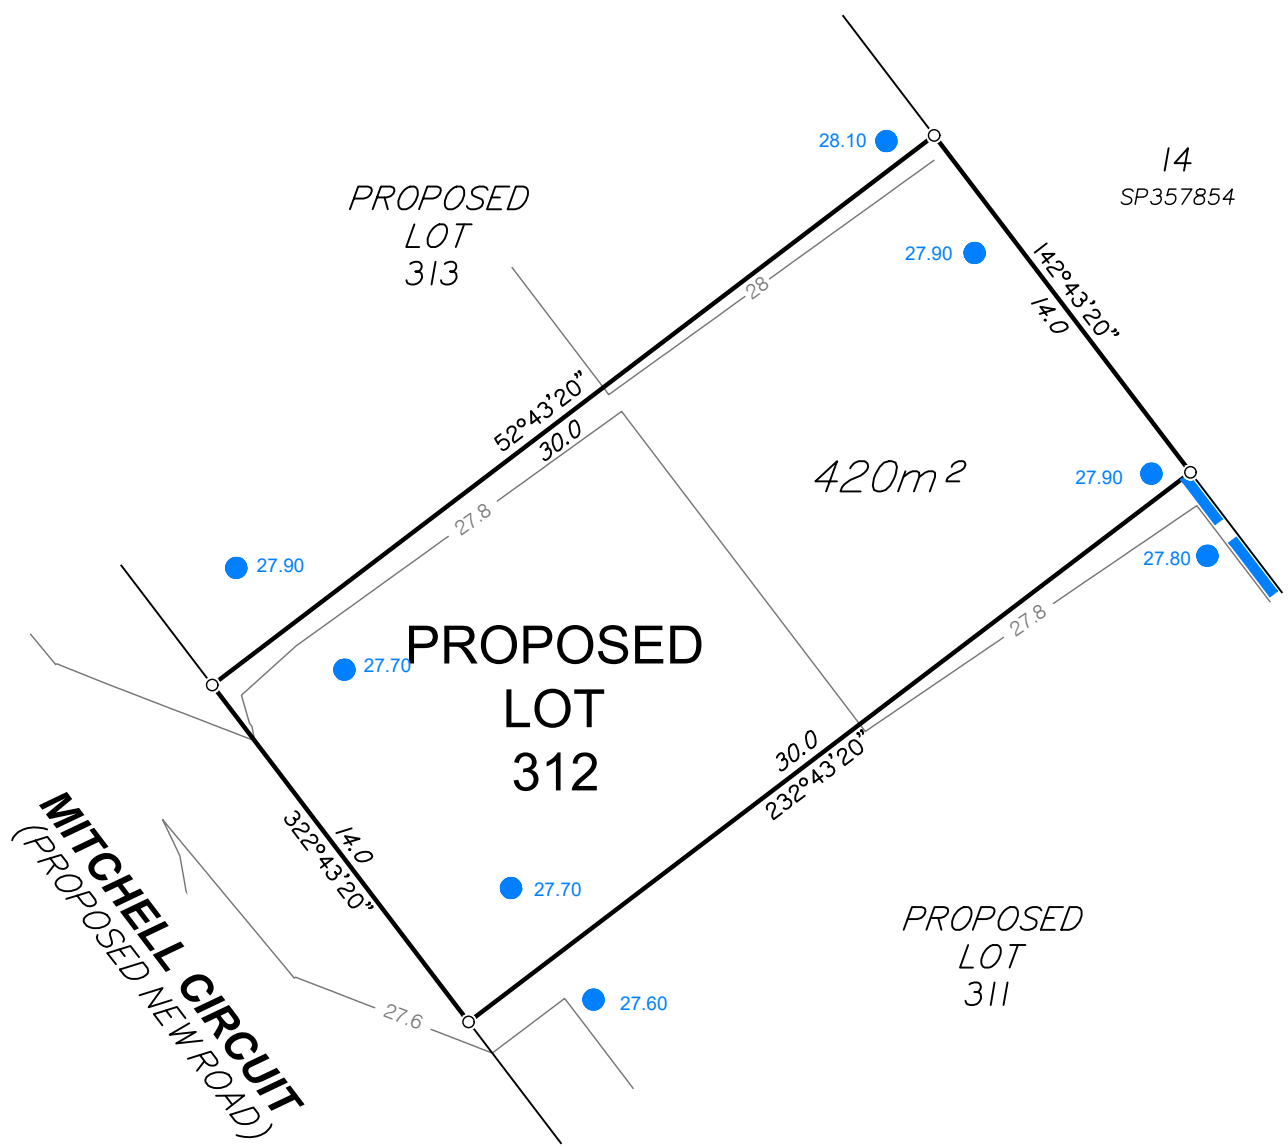 28.10
14
SP357854
PROPOSED
LOT
313
27.90
142°43'20"
14.0
28
52°43'20"
30.0
420m²
27.90
27.8
27.80
27.90
27.8
PROPOSED
LOT
312
27.70
30.0
232°43'20"
14.0
322°43'20"
27.70
MITCHELL CIRCUIT
(PROPOSED NEW ROAD)
PROPOSED
LOT
311
27.6
27.60